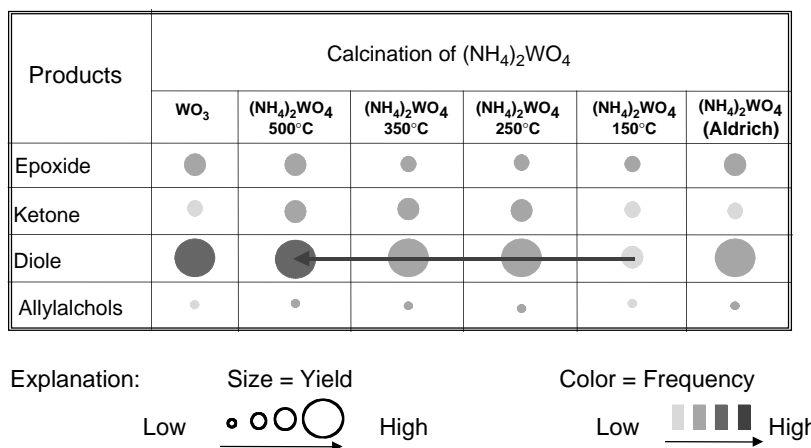 Products
Calcination of (NH₄)₂WO₄
WO₃
(NH₄)₂WO₄
500°C
(NH₄)₂WO₄
350°C
(NH₄)₂WO₄
250°C
(NH₄)₂WO₄
150°C
(NH₄)₂WO₄
(Aldrich)
Epoxide
Ketone
Diole
Allylalchols
Explanation: Size = Yield Color = Frequency
Low High Low High